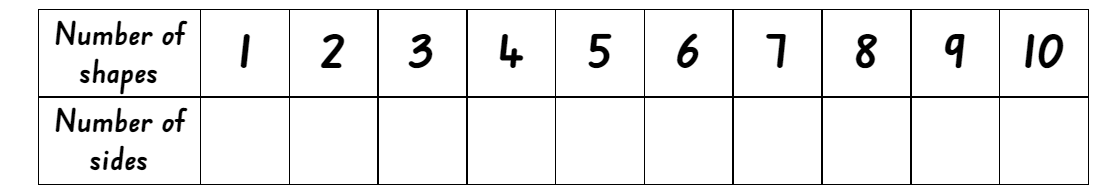 Number of
shapes
1 2 3 4 5 6 7 8 9 10
Number of
sides